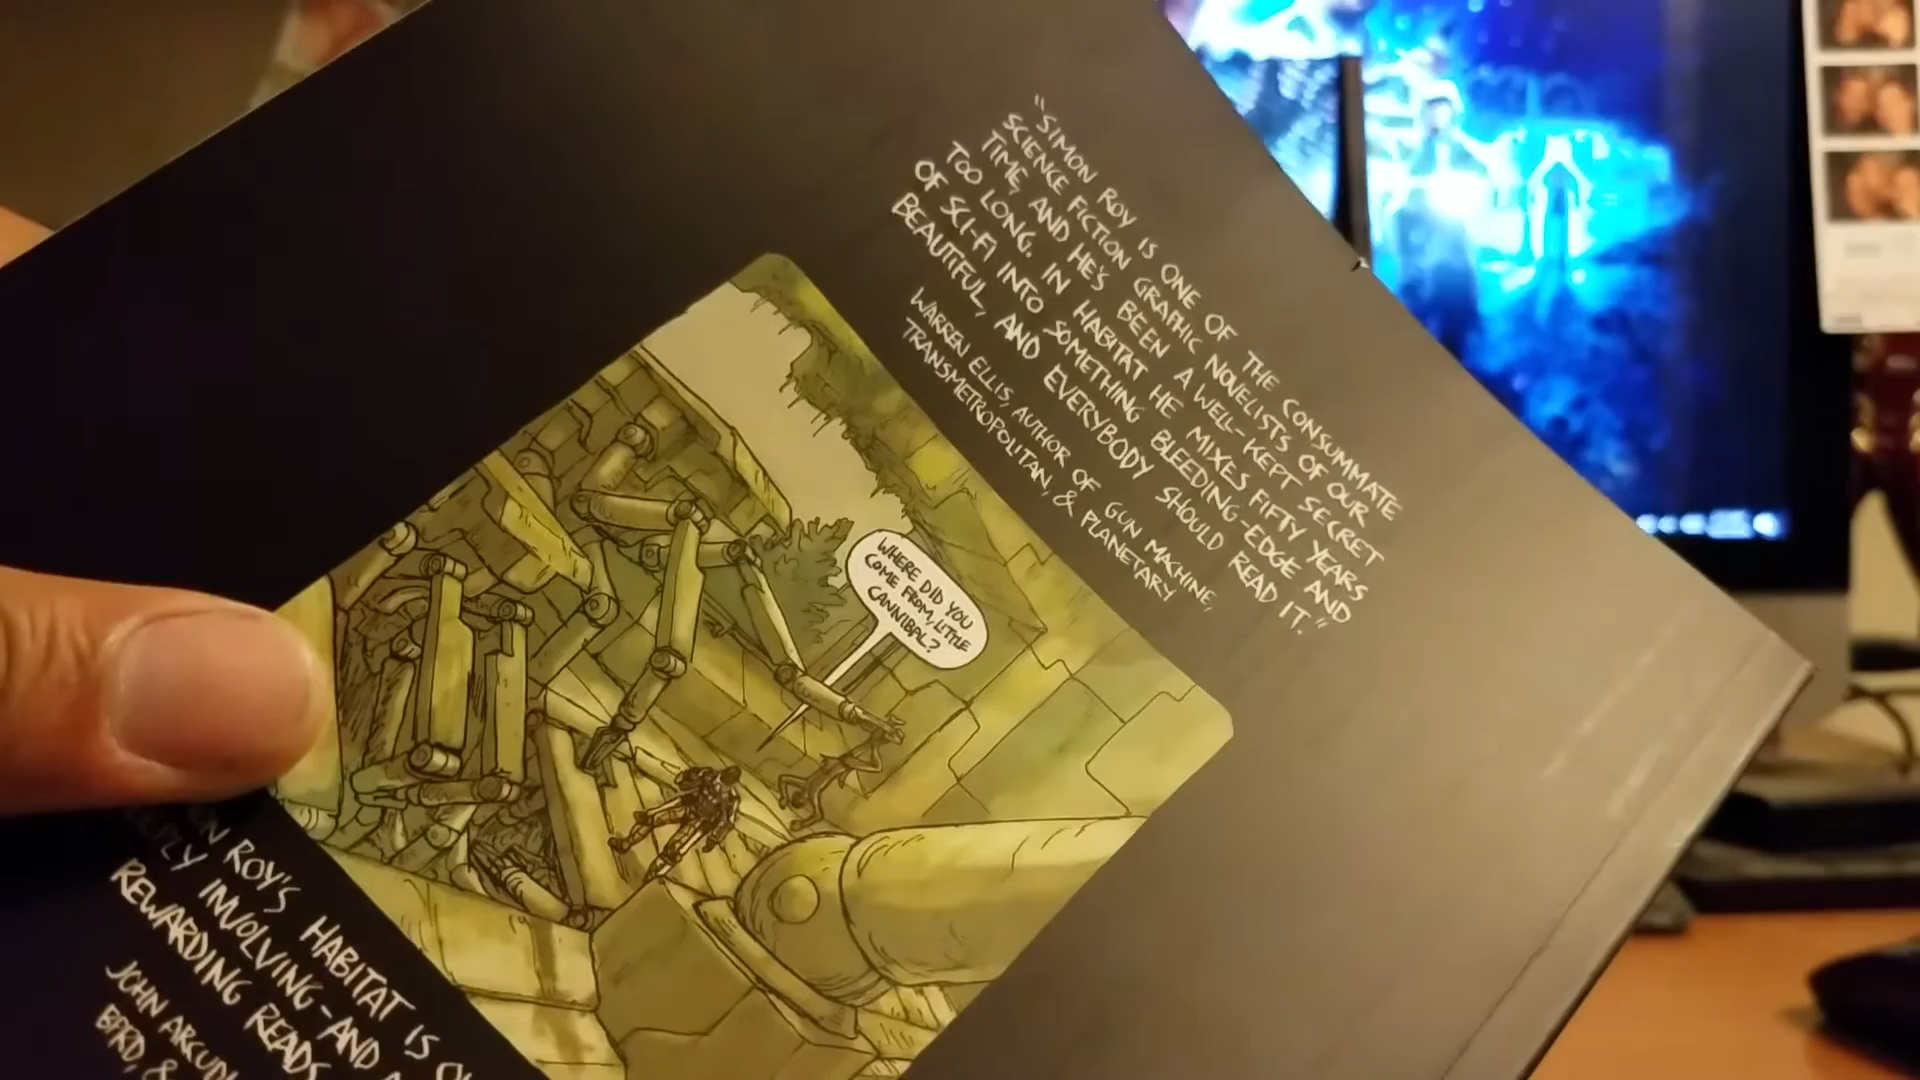 "SIMON ROY IS ONE OF THE CONSUMMATE
SCIENCE FICTION GRAPHIC NOVELISTS OF OUR
TIME, AND HE'S BEEN A WELL-KEPT SECRET
TOO LONG. IN HABITAT HE MIXES FIFTY YEARS
OF SCI-FI INTO SOMETHING BLEEDING-EDGE AND
BEAUTIFUL, AND EVERYBODY SHOULD READ IT."
WARREN ELLIS, AUTHOR OF GUN MACHINE,
TRANSMETROPOLITAN, & PLANETARY
WHERE DID YOU
COME FROM, LITTLE
CANNIBAL?
ROY'S HABITAT IS
INVOLVING-AND
REWARDING READS
JOHN
BPRD, &